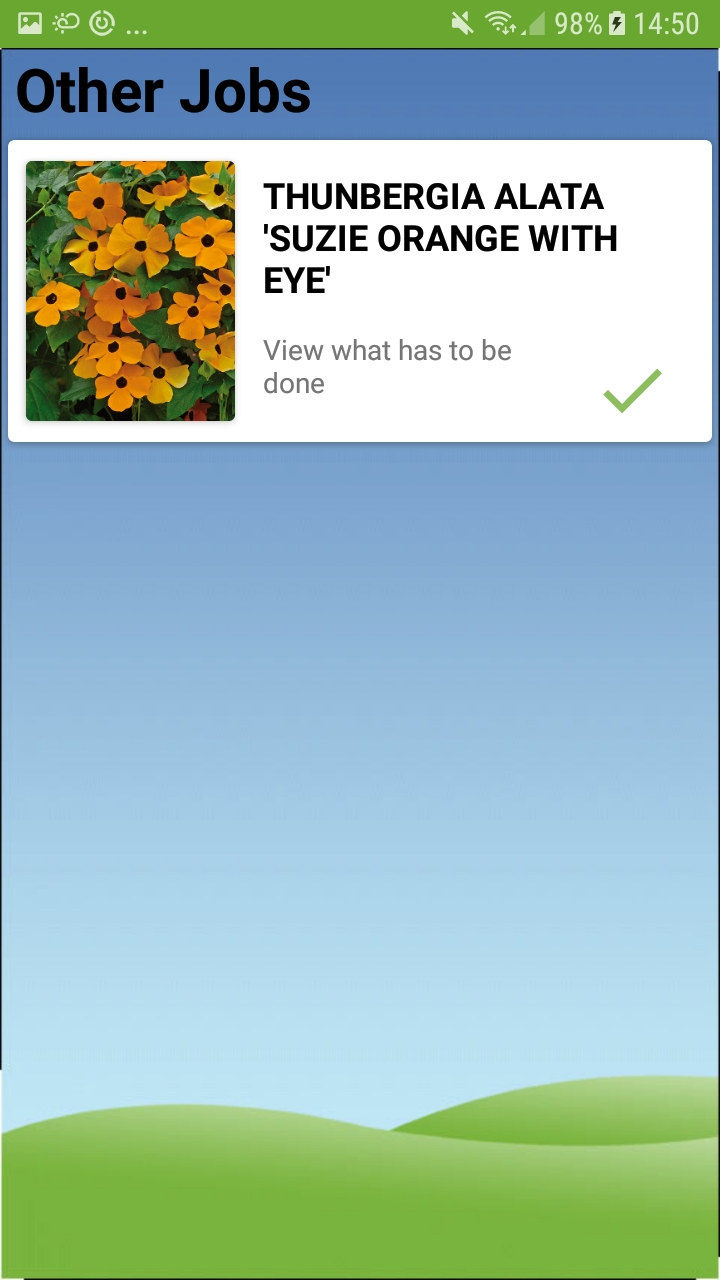 ... 98% 14:50
Other Jobs
THUNBERGIA ALATA
'SUZIE ORANGE WITH
EYE'
View what has to be
done